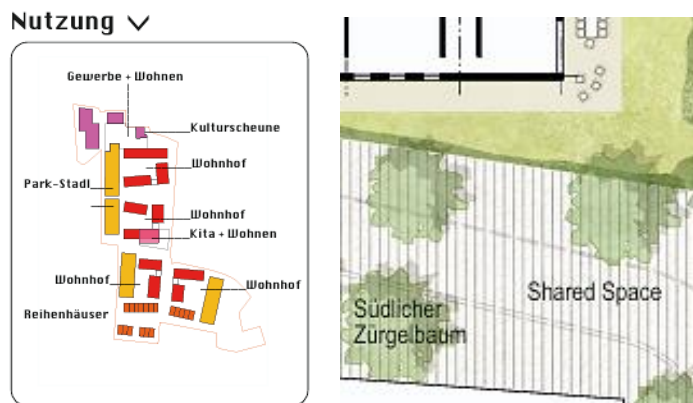 Nutzung
Gewerbe + Wohnen
Kulturscheune
Wohnhof
Park-Stadl
Wohnhof
Kita + Wohnen
Wohnhof
Wohnhof
Reihenhäuser
Shared Space
Südlicher
Zürgelbaum